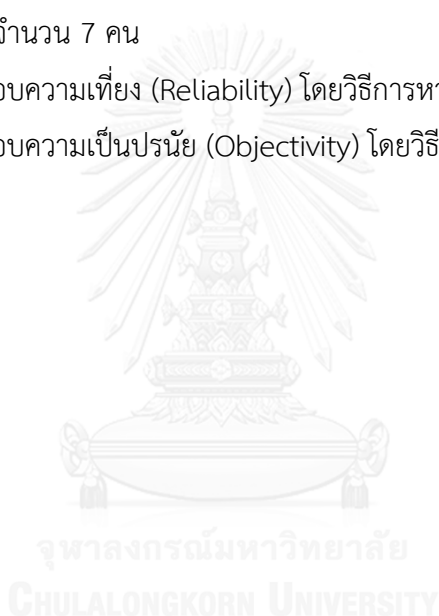 จำนวน 7 คน
อบความเที่ยง (Reliability) โดยวิธีการหา
อบความเป็นปรนัย (Objectivity) โดยวิธี
จุฬาลงกรณ์มหาวิทยาลัย
CHULALONGKORN UNIVERSITY